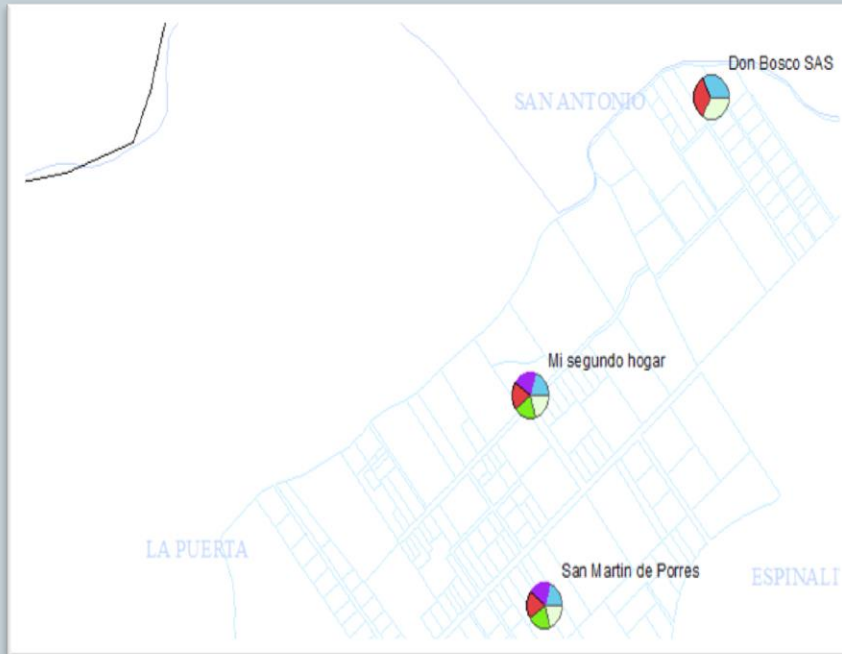 Don Bosco SAS
SAN ANTONIO
Mi segundo hogar
LA PUERTA
San Martin de Porres
ESPINALI